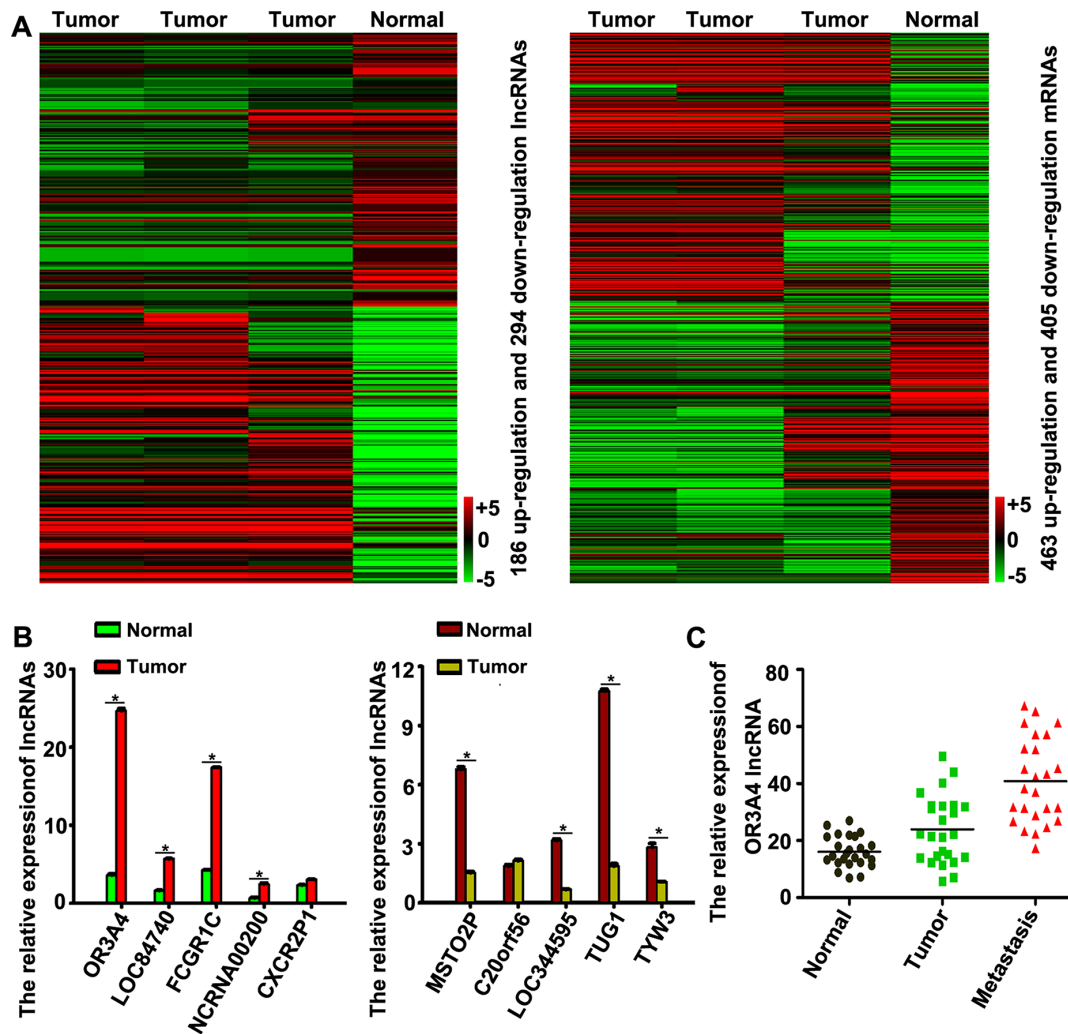 A
Tumor Tumor Tumor Normal
186 up-regulation and 294 down-regulation lncRNAs
+5
0
-5
Tumor Tumor Tumor Normal
463 up-regulation and 405 down-regulation mRNAs
+5
0
-5
B
Normal
Tumor
The relative expressionof lncRNAs
30
20
10
0
*
*
*
*
OR3A4
LOC84740
FCGR1C
NCRNA00200
CXCR2P1
Normal
Tumor
The relative expressionof lncRNAs
12
9
6
3
0
*
*
*
*
MSTO2P
C20orf56
LOC344595
TUG1
TYW3
C
The relative expressionof
OR3A4 lncRNA
80
60
40
20
0
Normal
Tumor
Metastasis